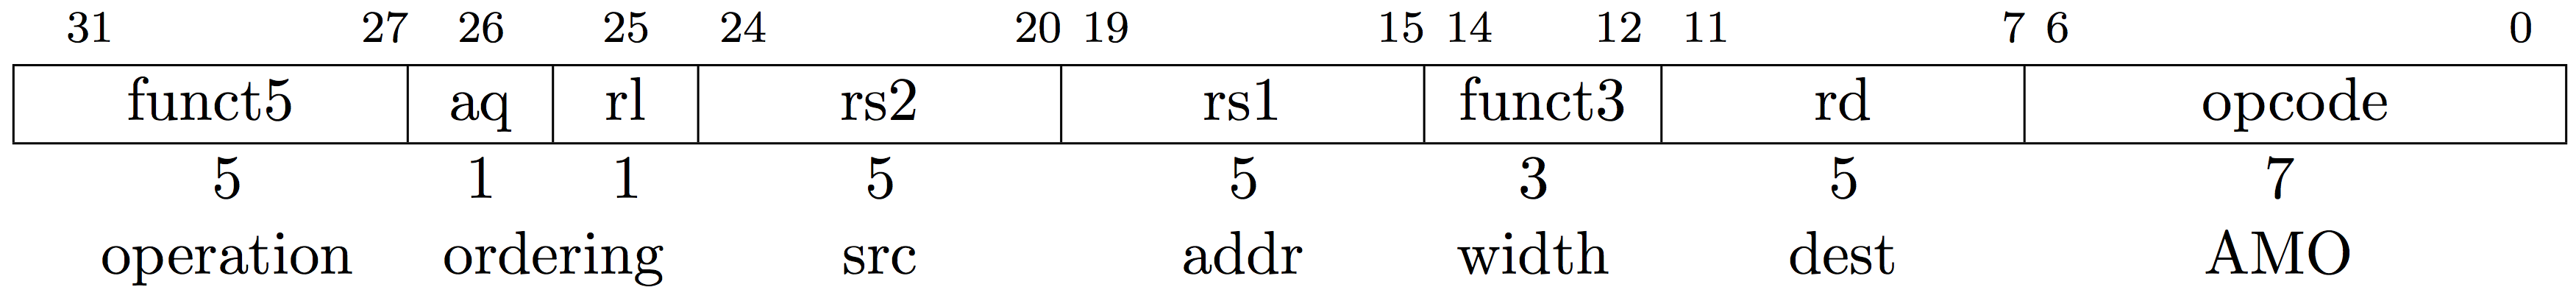 31 27 26 25 24 20 19 15 14 12 11 7 6 0
funct5 aq rl rs2 rs1 funct3 rd opcode
5 1 1 5 5 3 5 7
operation ordering src addr width dest AMO